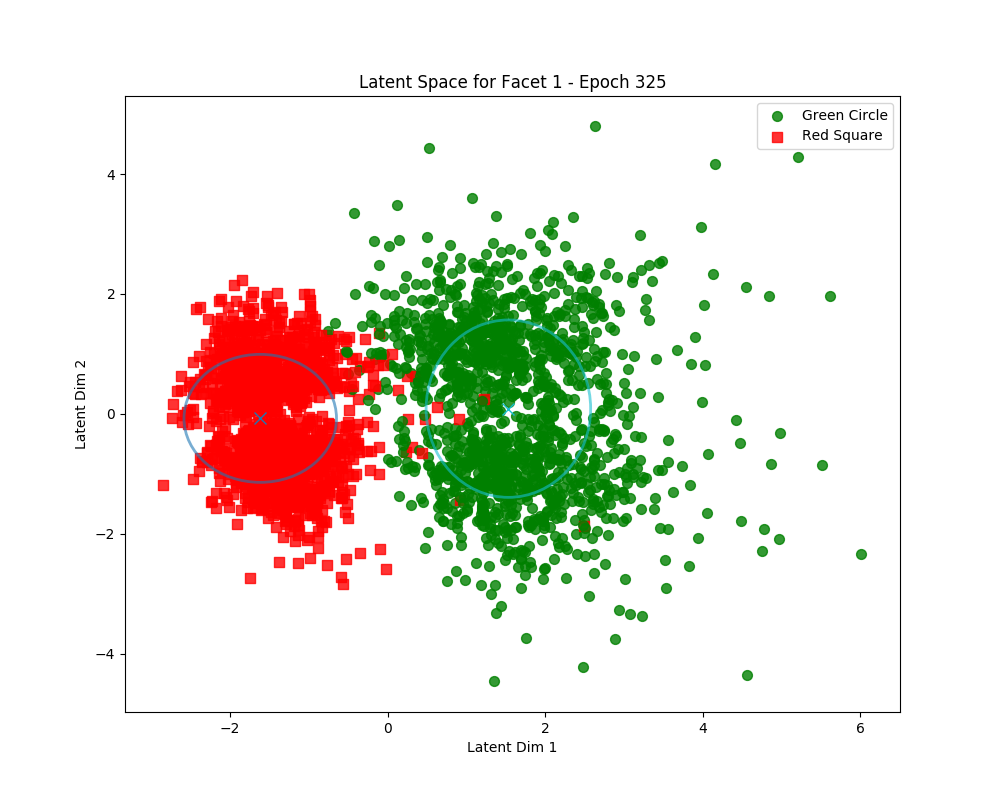 Latent Space for Facet 1 - Epoch 325
Green Circle
Red Square
4
2
0
−2
−4
Latent Dim 2
−2
0
2
4
6
Latent Dim 1